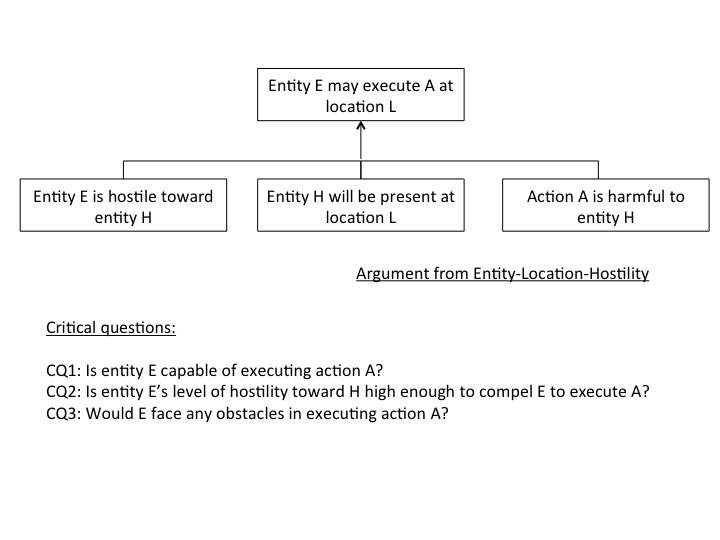 Entity E may execute A at
location L
Entity E is hostile toward
entity H
Entity H will be present at
location L
Action A is harmful to
entity H
Argument from Entity-Location-Hostility
Critical questions:
CQ1: Is entity E capable of executing action A?
CQ2: Is entity E’s level of hostility toward H high enough to compel E to execute A?
CQ3: Would E face any obstacles in executing action A?